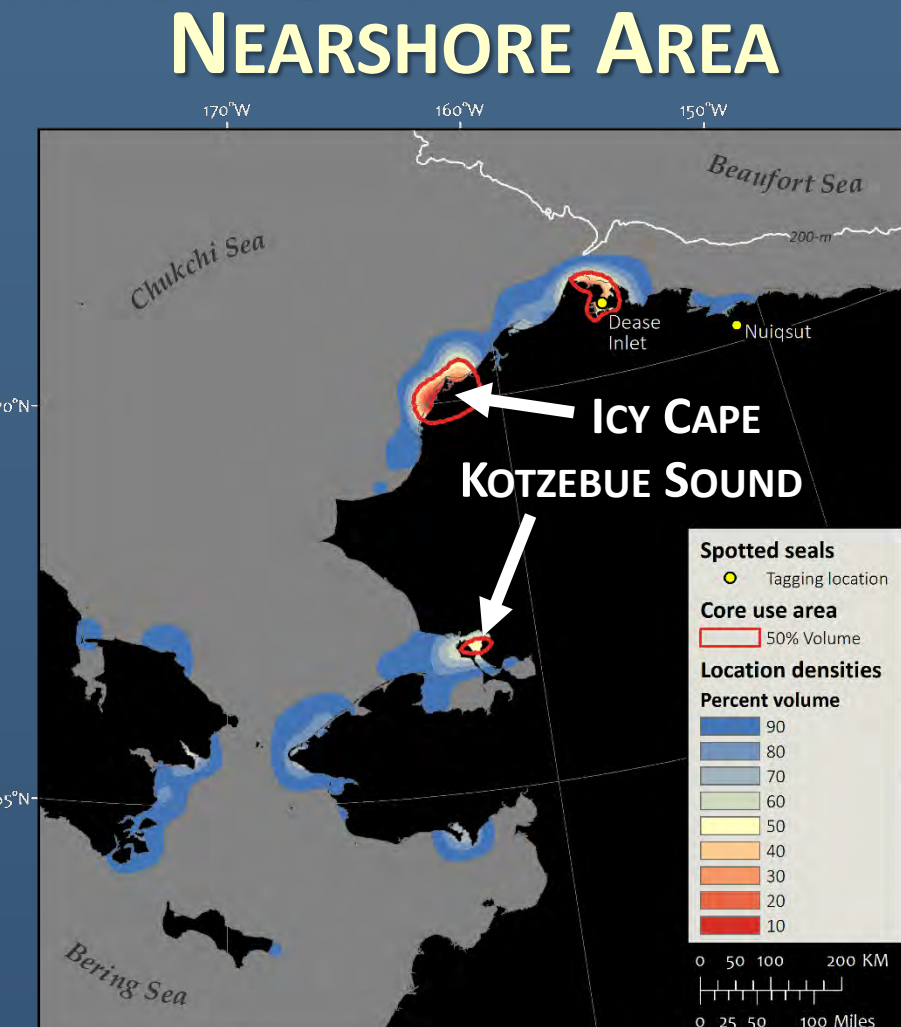 NEARSHORE AREA
170°W 160°W 150°W
Beaufort Sea
200-m
Chukchi Sea
Dease
Inlet
Nuiqsut
0°N
ICY CAPE
KOTZEBUE SOUND
Spotted seals
Tagging location
Core use area
50% Volume
Location densities
Percent volume
90
80
70
60
50
40
30
20
10
5°N
Bering Sea
0 50 100 200 KM
0 25 50 100 Miles